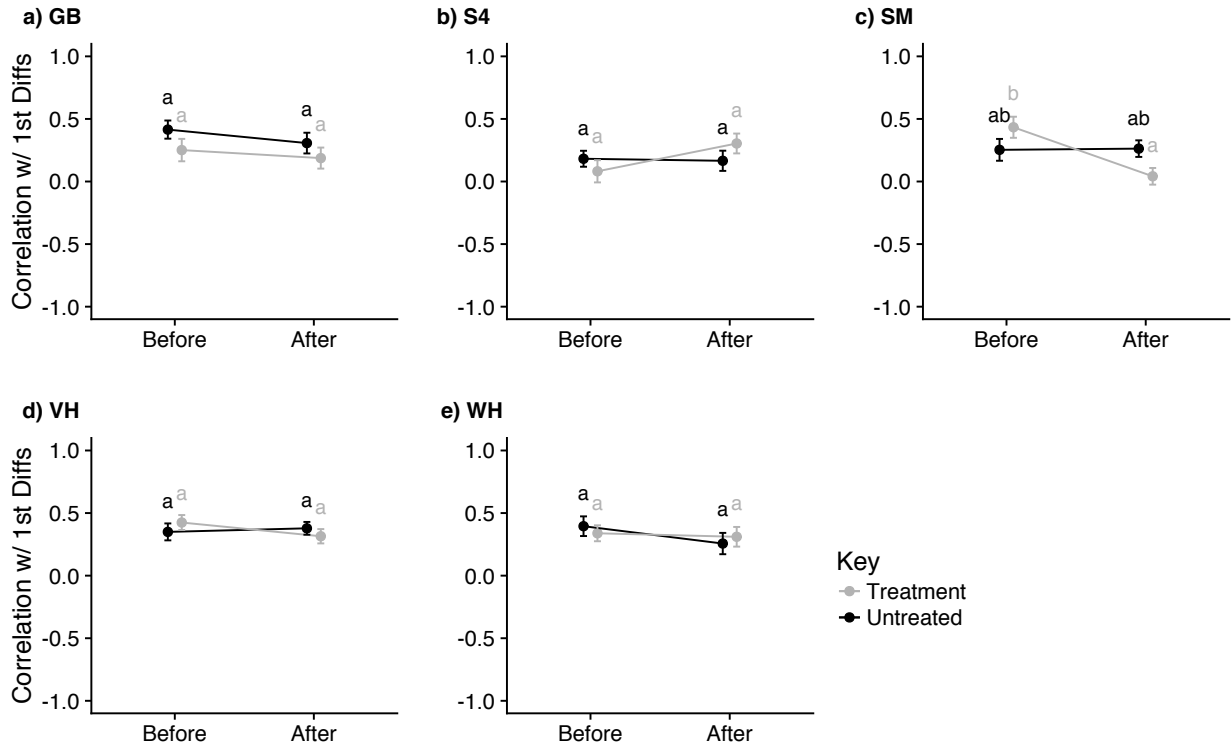 a) GB
b) S4
c) SM
Correlation w/ 1st Diffs
1.0
0.5
0.0
-0.5
-1.0
a
a
a
a
Before
After
1.0
0.5
0.0
-0.5
-1.0
a
a
a
a
Before
After
1.0
0.5
0.0
-0.5
-1.0
ab
b
ab
a
Before
After
d) VH
e) WH
Correlation w/ 1st Diffs
1.0
0.5
0.0
-0.5
-1.0
a
a
a
a
Before
After
1.0
0.5
0.0
-0.5
-1.0
a
a
a
a
Before
After
Key
Treatment
Untreated